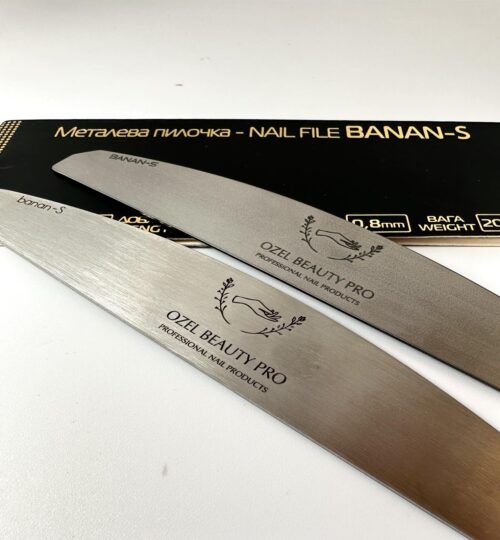 Металева пилочка - NAIL FILE BANAN-S
0,8mm
ВАГА
WEIGHT
BANAN-S
OZEL BEAUTY PRO
PROFESSIONAL NAIL PRODUCTS
banan-S
OZEL BEAUTY PRO
PROFESSIONAL NAIL PRODUCTS